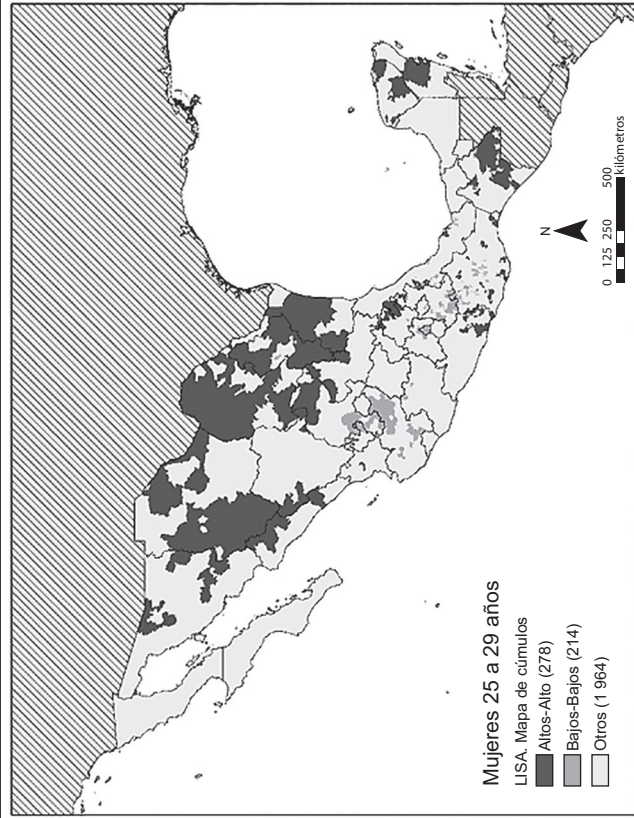 Mujeres 25 a 29 años
LISA. Mapa de cúmulos
Altos-Alto (278)
Bajos-Bajos (214)
Otros (1 964)
N
0 125 250 500
kilómetros